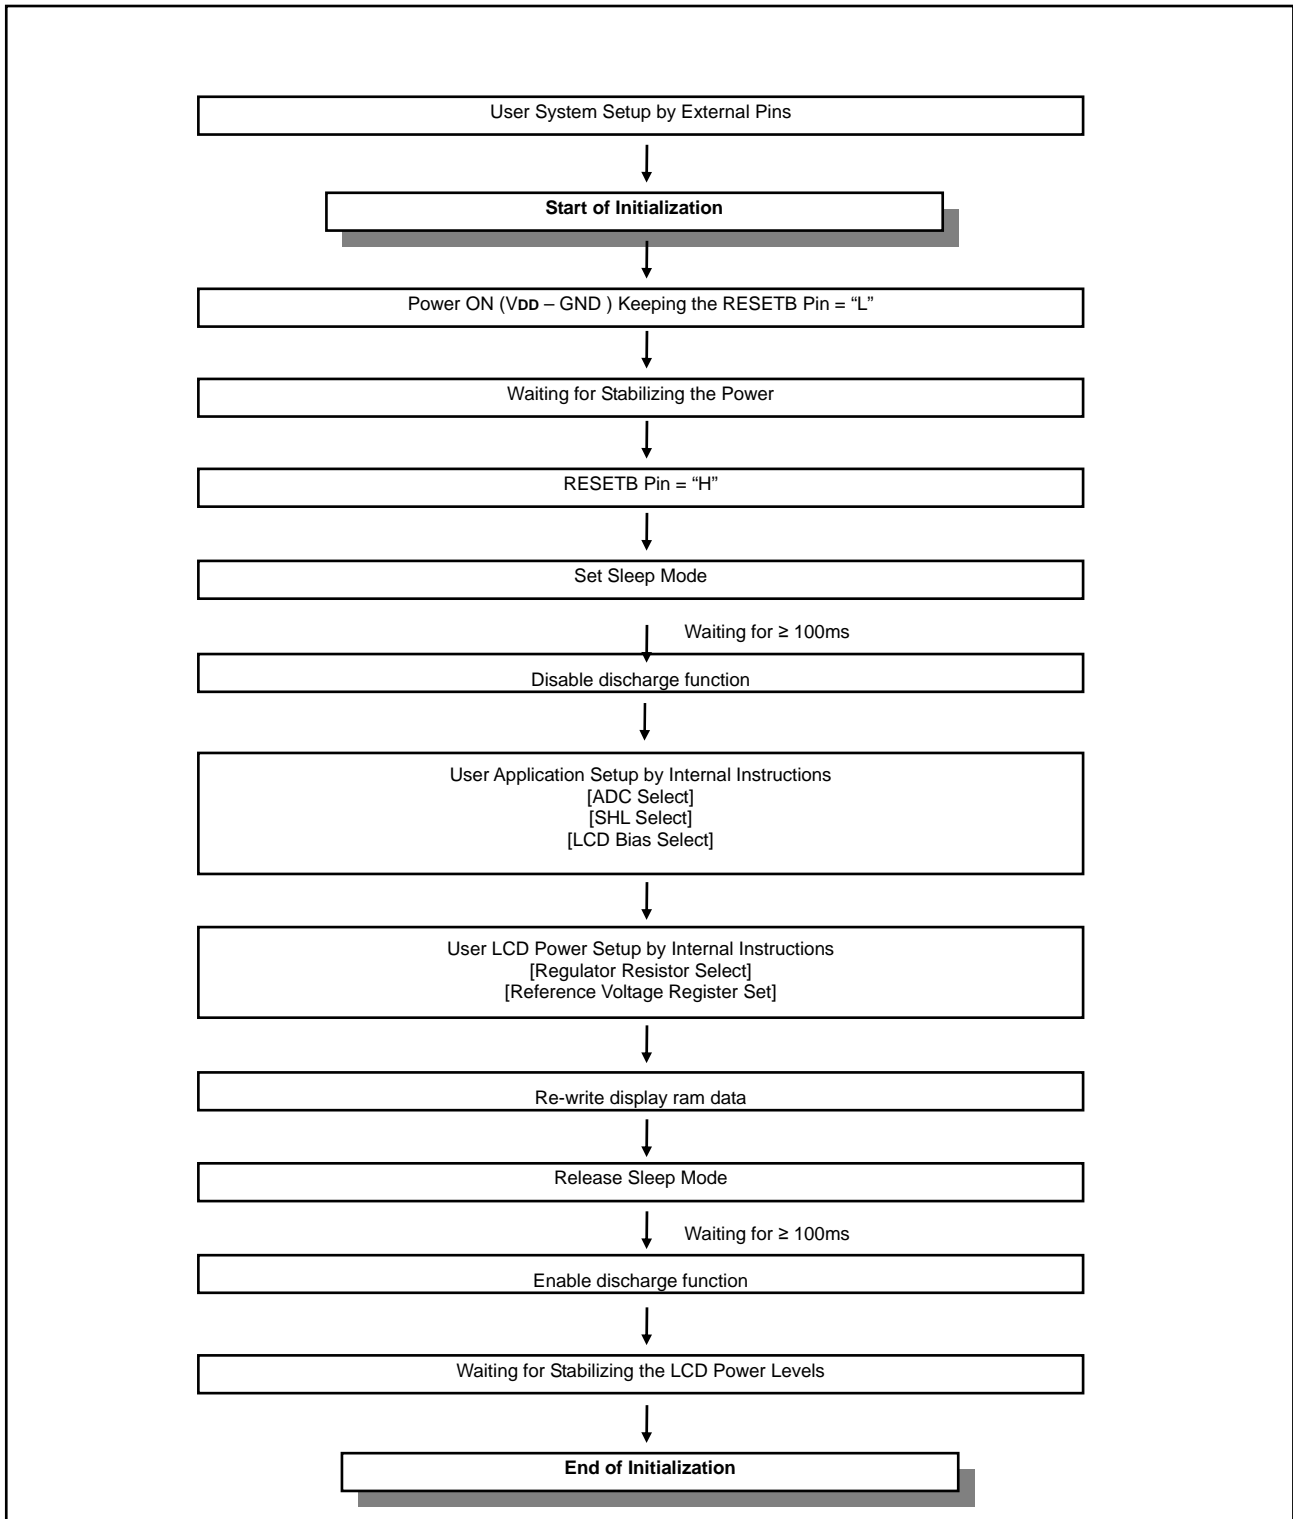 User System Setup by External Pins
Start of Initialization
Power ON (VDD – GND ) Keeping the RESETB Pin = “L”
Waiting for Stabilizing the Power
RESETB Pin = “H”
Set Sleep Mode
Waiting for ≥ 100ms
Disable discharge function
User Application Setup by Internal Instructions
[ADC Select]
[SHL Select]
[LCD Bias Select]
User LCD Power Setup by Internal Instructions
[Regulator Resistor Select]
[Reference Voltage Register Set]
Re-write display ram data
Release Sleep Mode
Waiting for ≥ 100ms
Enable discharge function
Waiting for Stabilizing the LCD Power Levels
End of Initialization